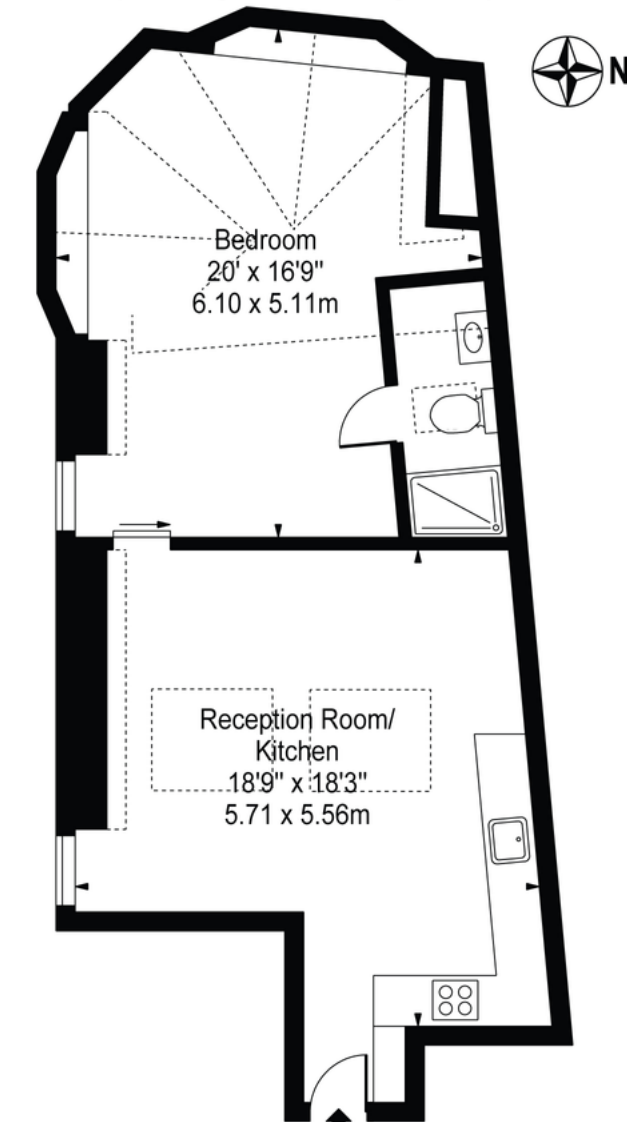 N
Bedroom
20' x 16'9"
6.10 x 5.11m
Reception Room/
Kitchen
18'9" x 18'3"
5.71 x 5.56m